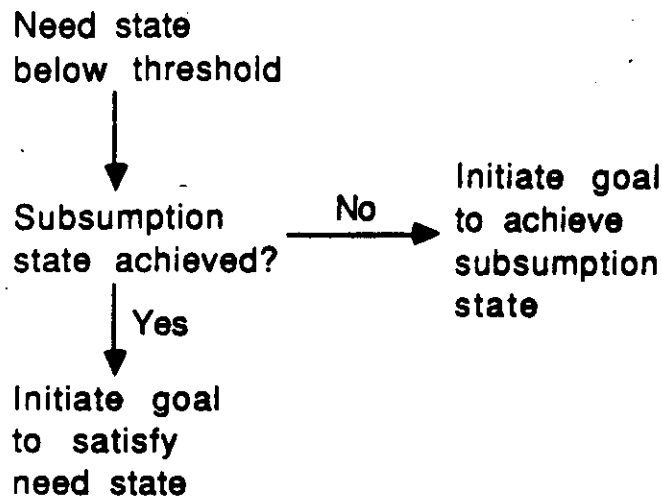 Need state
below threshold
Subsumption
state achieved?
No
Initiate goal
to achieve
subsumption
state
Yes
Initiate goal
to satisfy
need state